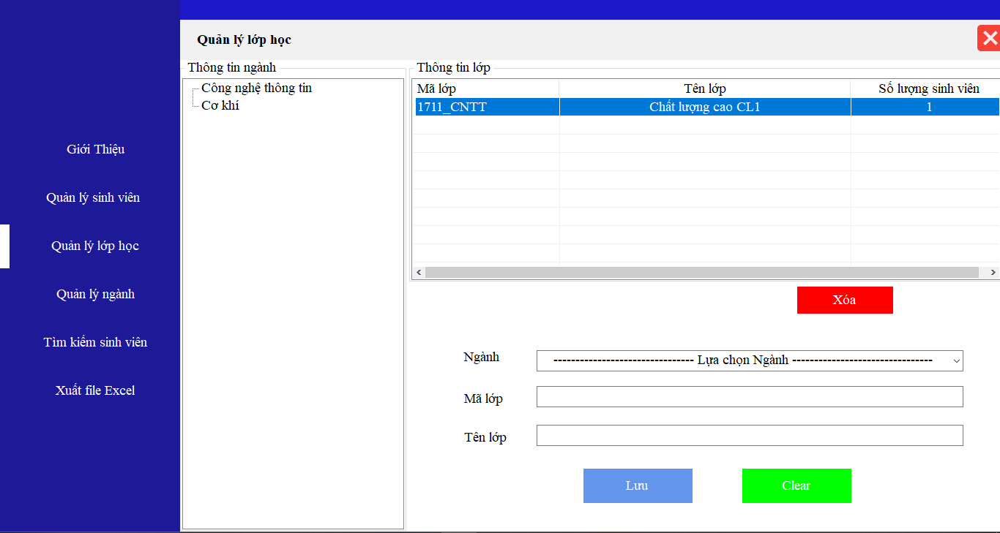 Quản lý lớp học
Giới Thiệu
Quản lý sinh viên
Quản lý lớp học
Quản lý ngành
Tìm kiếm sinh viên
Xuất file Excel
Thông tin ngành
Công nghệ thông tin
Cơ khí
Thông tin lớp
Mã lớp Tên lớp Số lượng sinh viên
1711_CNTT Chất lượng cao CL1 1
Xóa
Ngành -------------------------------- Lựa chọn Ngành --------------------------------
Mã lớp
Tên lớp
Lưu Clear